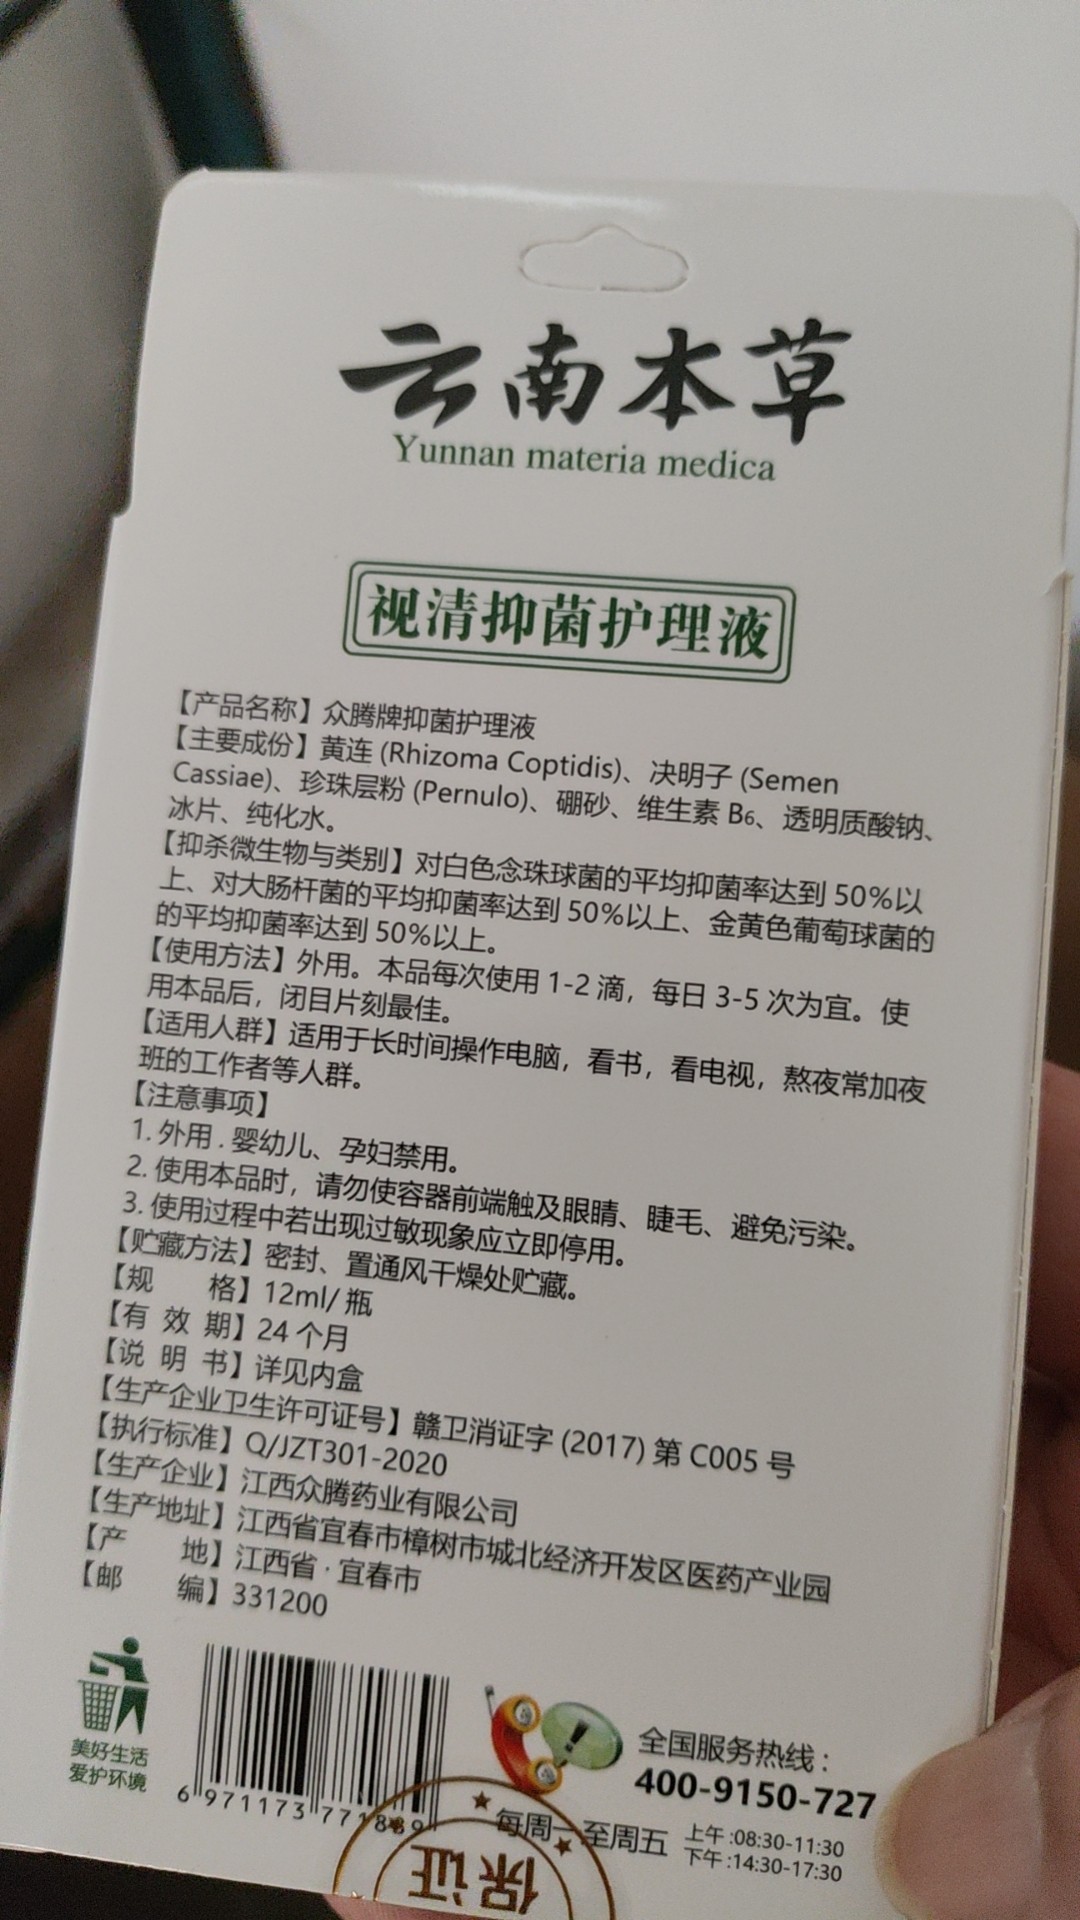 云南本草
Yunnan materia medica
视清抑菌护理液
【产品名称】众腾牌抑菌护理液
【主要成份】黄连 (Rhizoma Coptidis)、决明子 (Semen
Cassiae)、珍珠层粉 (Pernulo)、硼砂、维生素 B₆、透明质酸钠、
冰片、纯化水。
【抑杀微生物与类别】对白色念珠球菌的平均抑菌率达到 50%以
上、对大肠杆菌的平均抑菌率达到 50%以上、金黄色葡萄球菌的
的平均抑菌率达到 50%以上。
【使用方法】外用。本品每次使用 1-2 滴，每日 3-5 次为宜。使
用本品后，闭目片刻最佳。
【适用人群】适用于长时间操作电脑，看书，看电视，熬夜常加夜
班的工作者等人群。
【注意事项】
1. 外用 . 婴幼儿、孕妇禁用。
2. 使用本品时，请勿使容器前端触及眼睛、睫毛、避免污染。
3. 使用过程中若出现过敏现象应立即停用。
【贮藏方法】密封、置通风干燥处贮藏。
【规 格】12ml/ 瓶
【有 效 期】24 个月
【说 明 书】详见内盒
【生产企业卫生许可证号】赣卫消证字 (2017) 第 C005 号
【执行标准】Q/JZT301-2020
【生产企业】江西众腾药业有限公司
【生产地址】江西省宜春市樟树市城北经济开发区医药产业园
【产 地】江西省 · 宜春市
【邮 编】331200
美好生活
爱护环境
6 971173 771889
全国服务热线：
400-9150-727
每周一至周五 上午 :08:30-11:30
下午 :14:30-17:30
保证